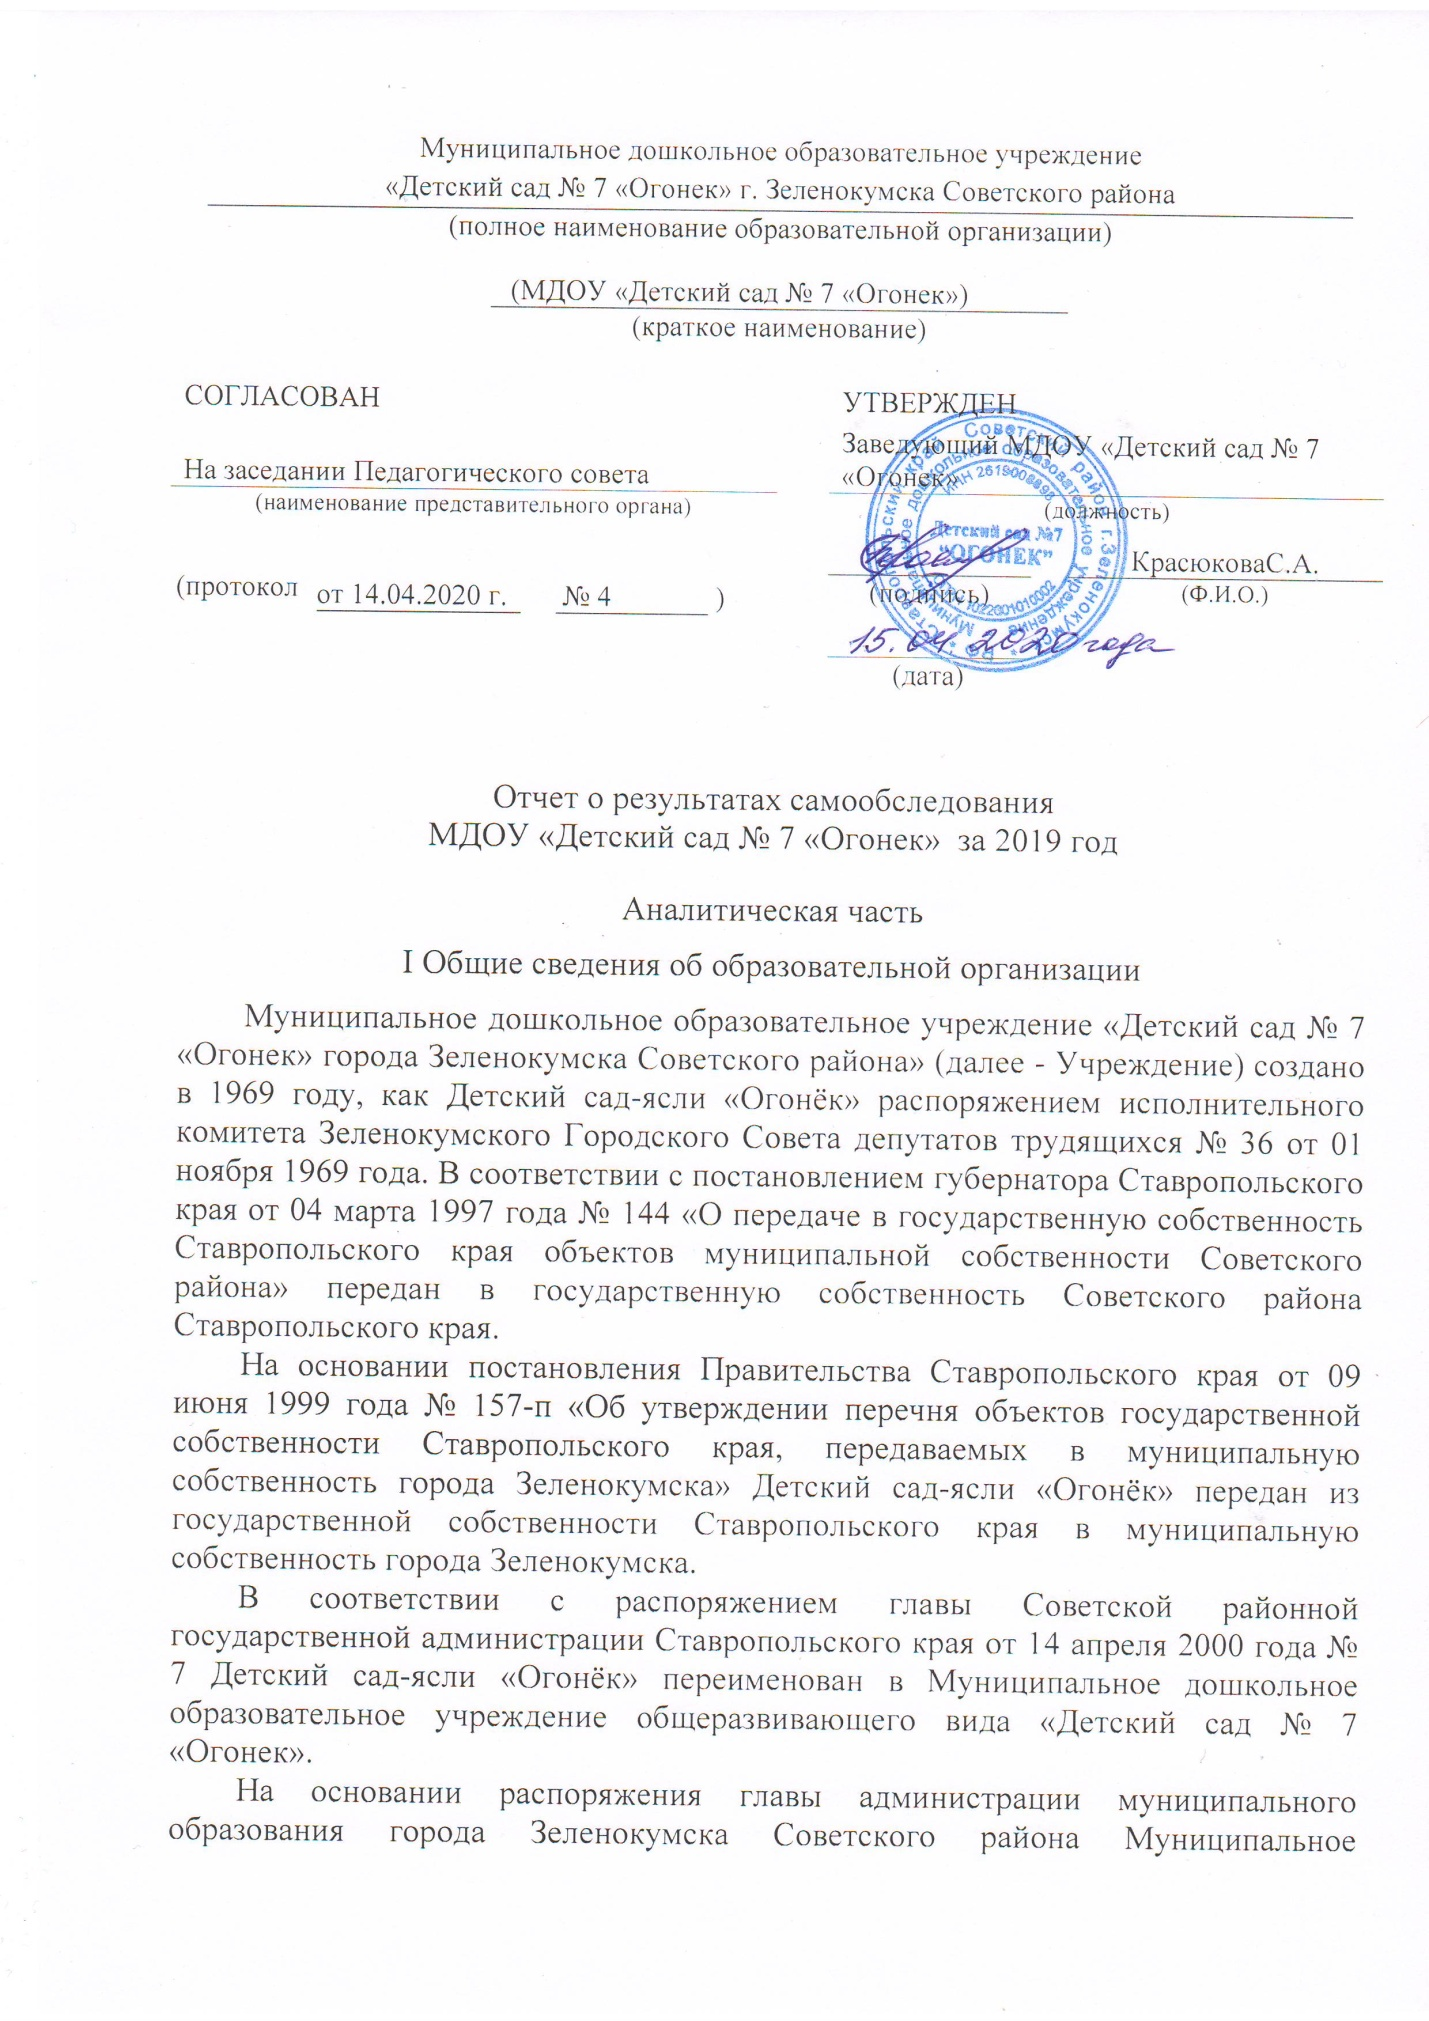 Муниципальное дошкольное образовательное учреждение
«Детский сад № 7 «Огонек» г. Зеленокумска Советского района
(полное наименование образовательной организации)
(МДОУ «Детский сад № 7 «Огонек»)
(краткое наименование)
СОГЛАСОВАН
На заседании Педагогического совета
(наименование представительного органа)
(протокол от 14.04.2020 г. № 4 )
УТВЕРЖДЕН
Заведующий МДОУ «Детский сад № 7
«Огонек»
(должность)
КрасюковаС.А.
(подпись) (Ф.И.О.)
15.04.2020 года
(дата)
Детский сад №7
"ОГОНЕК"
Отчет о результатах самообследования
МДОУ «Детский сад № 7 «Огонек» за 2019 год
Аналитическая часть
I Общие сведения об образовательной организации
Муниципальное дошкольное образовательное учреждение «Детский сад № 7
«Огонек» города Зеленокумска Советского района» (далее - Учреждение) создано
в 1969 году, как Детский сад-ясли «Огонёк» распоряжением исполнительного
комитета Зеленокумского Городского Совета депутатов трудящихся № 36 от 01
ноября 1969 года. В соответствии с постановлением губернатора Ставропольского
края от 04 марта 1997 года № 144 «О передаче в государственную собственность
Ставропольского края объектов муниципальной собственности Советского
района» передан в государственную собственность Советского района
Ставропольского края.
На основании постановления Правительства Ставропольского края от 09
июня 1999 года № 157-п «Об утверждении перечня объектов государственной
собственности Ставропольского края, передаваемых в муниципальную
собственность города Зеленокумска» Детский сад-ясли «Огонёк» передан из
государственной собственности Ставропольского края в муниципальную
собственность города Зеленокумска.
В соответствии с распоряжением главы Советской районной
государственной администрации Ставропольского края от 14 апреля 2000 года №
7 Детский сад-ясли «Огонёк» переименован в Муниципальное дошкольное
образовательное учреждение общеразвивающего вида «Детский сад № 7
«Огонек».
На основании распоряжения главы администрации муниципального
образования города Зеленокумска Советского района Муниципальное